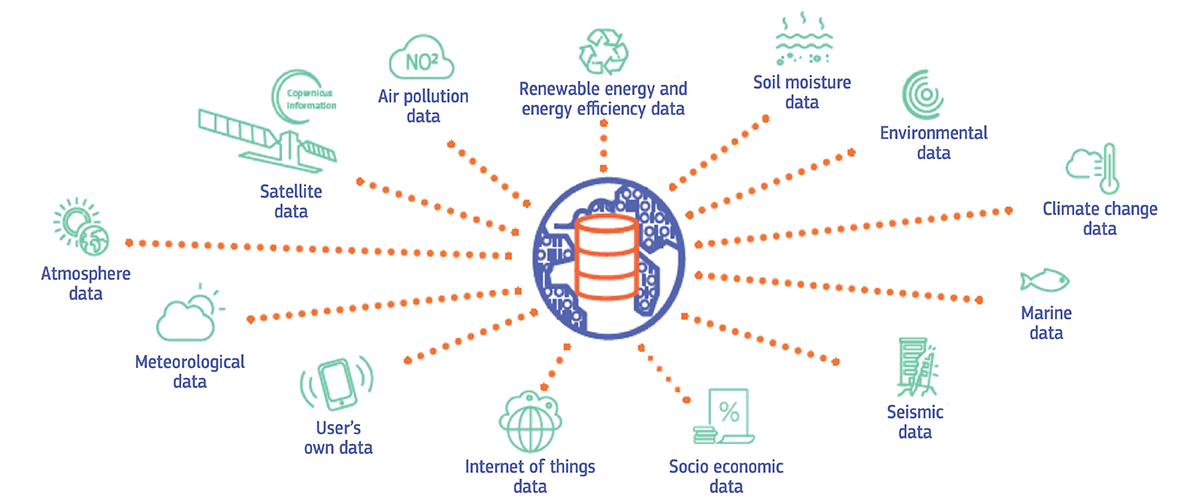 NO²
Air pollution
data
Renewable energy and
energy efficiency data
Soil moisture
data
Environmental
data
Copernicus
information
Satellite
data
Climate change
data
Atmosphere
data
Marine
data
Meteorological
data
User's
own data
%
Internet of things
data
Socio economic
data
Seismic
data